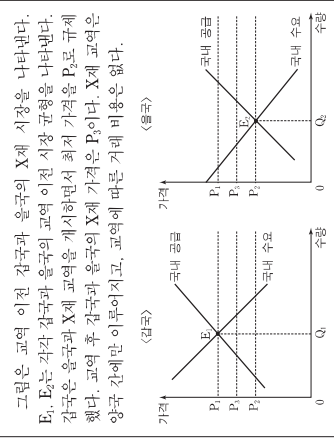 그림은 교역 이전 갑국과 을국의 X재 시장을 나타낸다.
E₁, E₂는 각각 갑국과 을국의 교역 이전 시장 균형을 나타낸다.
갑국은 을국과 X재 교역을 개시하면서 최저 가격을 P₂로 규제
했다. 교역 후 갑국과 을국의 X재 가격은 P₃이다. X재 교역은
양국 간에만 이루어지고, 교역에 따른 거래 비용은 없다.
<갑국>
가격
국내 공급
P₁
P₃
P₂
E₁
국내 수요
0
Q₁
수량
<을국>
가격
국내 공급
P₁
P₃
P₂
E₂
국내 수요
0
Q₂
수량